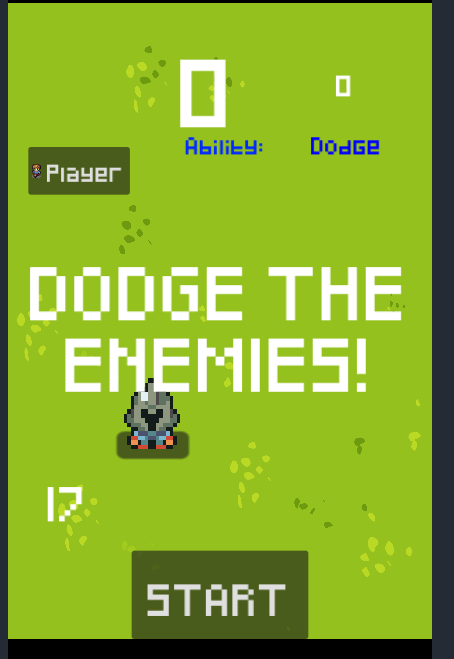 0 0
Ability: Dodge
Player
DODGE THE
ENEMIES!
17
START